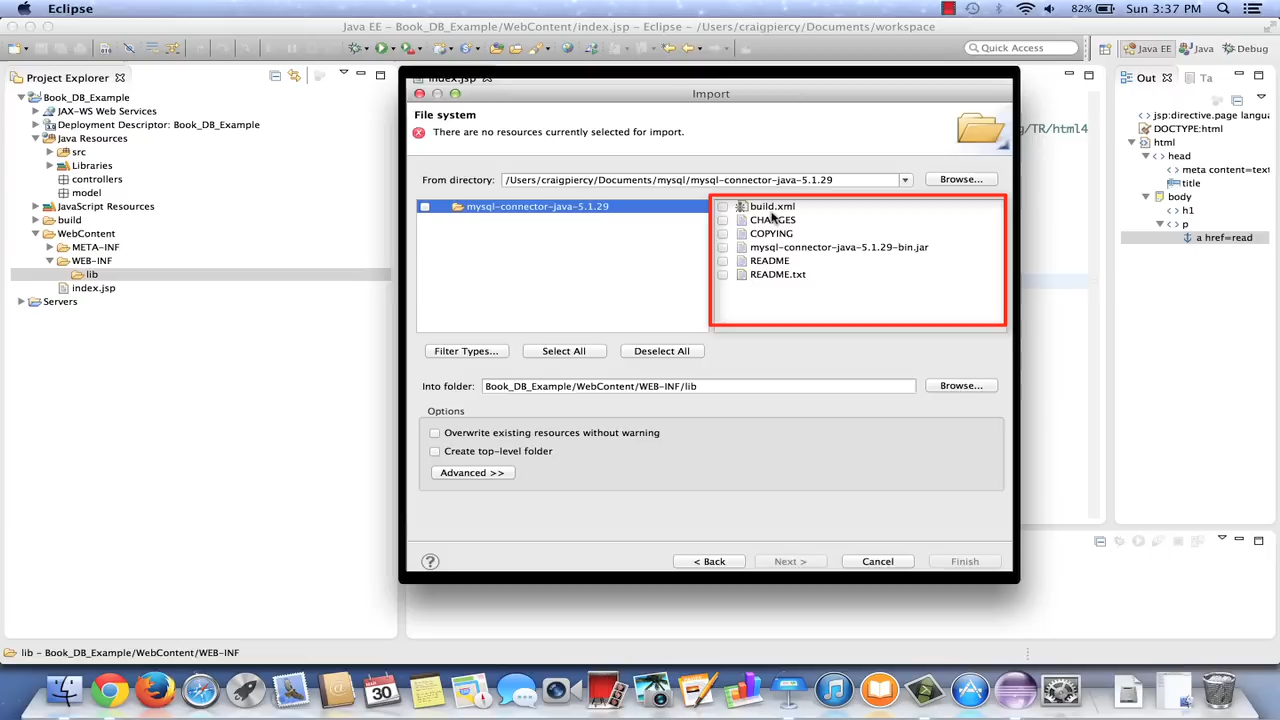 Eclipse
82%
Sun 3:37 PM
Java EE - Book_DB_Example/WebContent/index.jsp - Eclipse - /Users/craigpiercy/Documents/workspace
Quick Access
Java EE
Java
Debug
Project Explorer
Book_DB_Example
JAX-WS Web Services
Deployment Descriptor: Book_DB_Example
Java Resources
src
Libraries
controllers
model
JavaScript Resources
build
WebContent
META-INF
WEB-INF
lib
index.jsp
Servers
index.jsp
Import
File system
There are no resources currently selected for import.
From directory:
/Users/craigpiercy/Documents/mysql/mysql-connector-java-5.1.29
Browse...
mysql-connector-java-5.1.29
build.xml
CHANGES
COPYING
mysql-connector-java-5.1.29-bin.jar
README
README.txt
Filter Types...
Select All
Deselect All
Into folder:
Book_DB_Example/WebContent/WEB-INF/lib
Browse...
Options
Overwrite existing resources without warning
Create top-level folder
Advanced >>
?
< Back
Next >
Cancel
Finish
g/TR/html4
Out
Ta
jsp:directive.page langua
DOCTYPE:html
html
head
meta content=text
title
body
h1
p
a href=read
lib - Book_DB_Example/WebContent/WEB-INF
30